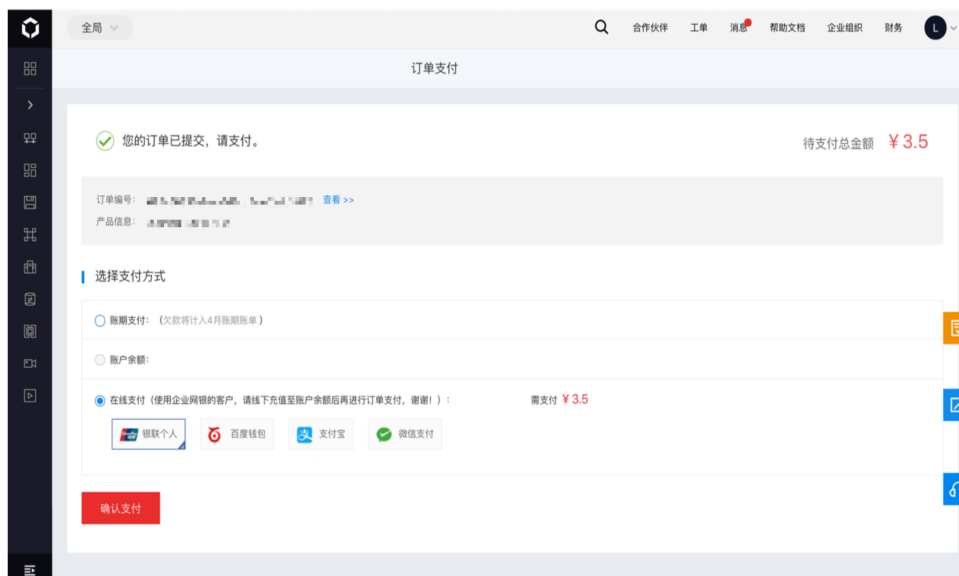 全局
合作伙伴 工单 消息 帮助文档 企业组织 财务 L
订单支付
您的订单已提交，请支付。
待支付总金额 ￥3.5
订单编号： 查看 >>
产品信息：
选择支付方式
账期支付：（欠款将计入4月账期账单）
账户余额：
在线支付（使用企业网银的客户，请线下充值至账户余额后再进行订单支付，谢谢！）： 需支付 ￥3.5
银联个人 百度钱包 支付宝 微信支付
确认支付